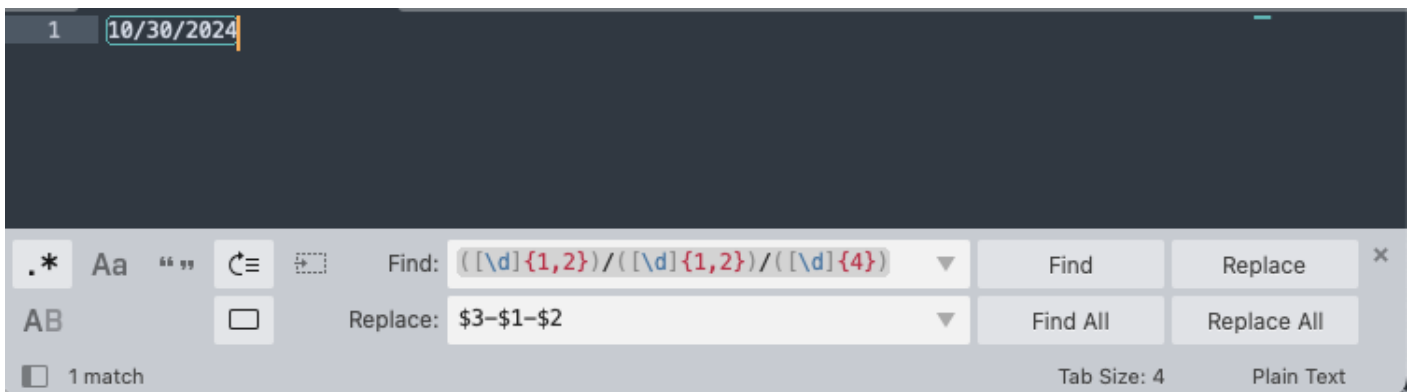 1 10/30/2024
.* Aa “ ” Find: ([\d]{1,2})/([\d]{1,2})/([\d]{4}) Find Replace ×
AB Replace: $3-$1-$2 Find All Replace All
1 match Tab Size: 4 Plain Text